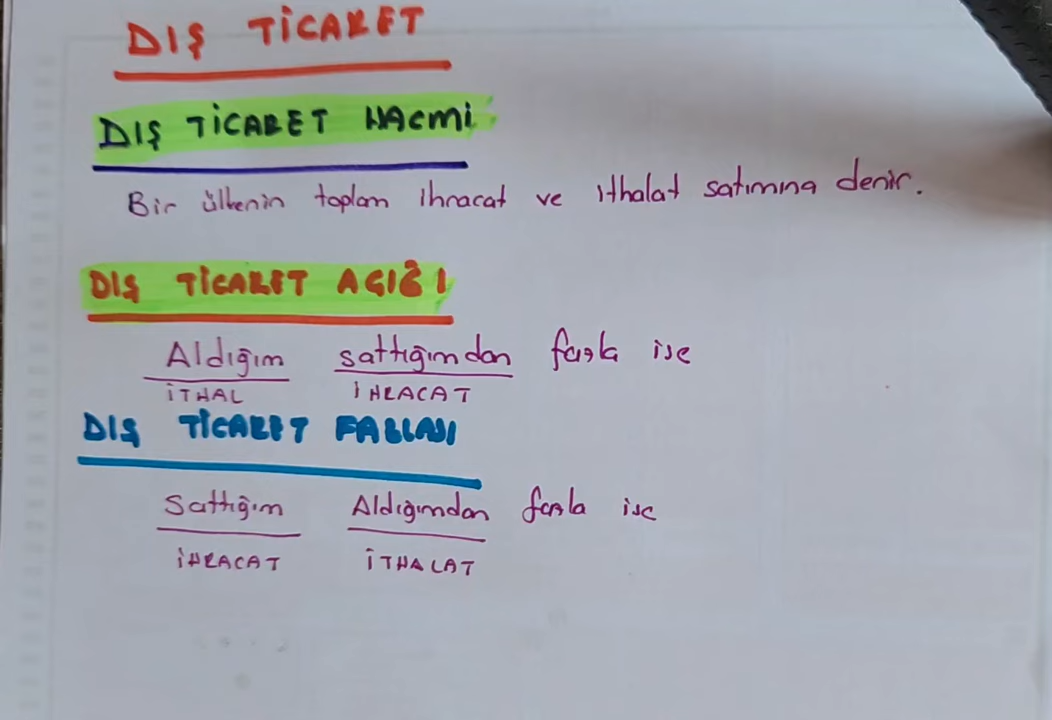 DIŞ TİCARET
DIŞ TİCARET HACMİ
Bir ülkenin toplam ihracat ve ithalat satımına denir.
DIŞ TİCARET AÇIĞI
Aldığım sattığımdan fazla ise
İTHAL İHRACAT
DIŞ TİCARET FAZLASI
Sattığım Aldığımdan fazla ise
İHRACAT İTHALAT